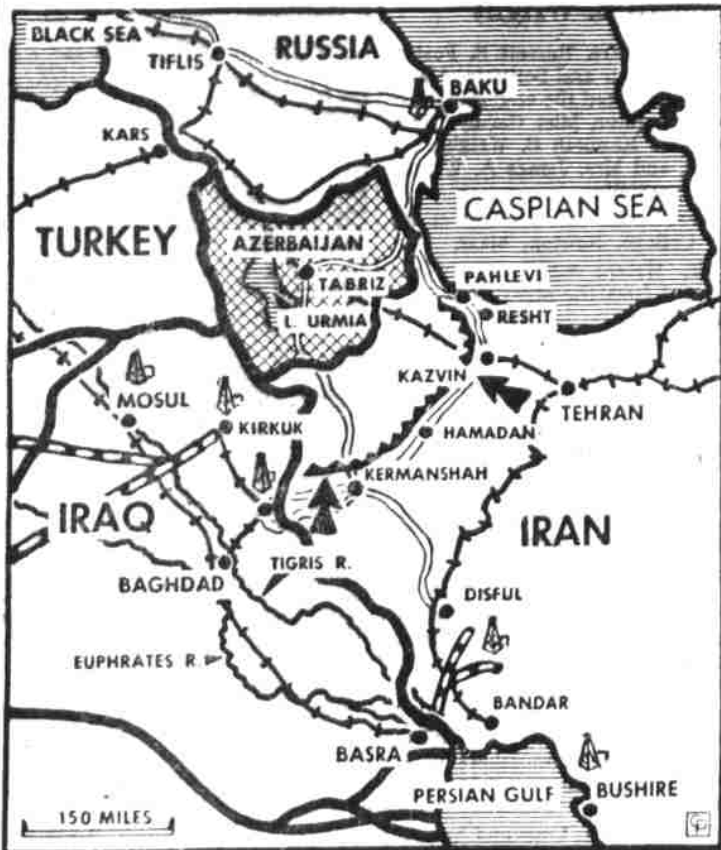 BLACK SEA
RUSSIA
TIFLIS
BAKU
KARS
CASPIAN SEA
TURKEY
AZERBAIJAN
TABRIZ
PAHLEVI
RESHT
L. URMIA
KAZVIN
MOSUL
TEHRAN
KIRKUK
HAMADAN
KERMANSHAH
IRAQ
IRAN
TIGRIS R.
BAGHDAD
DISFUL
EUPHRATES R.
BANDAR
BASRA
PERSIAN GULF
BUSHIRE
150 MILES